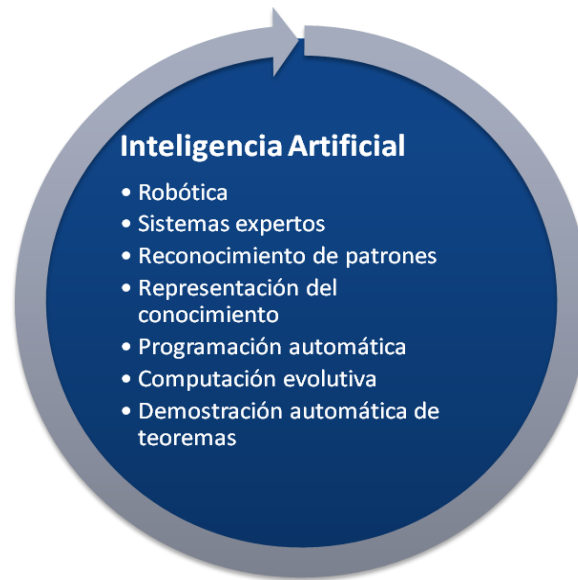 Inteligencia Artificial
• Robótica
• Sistemas expertos
• Reconocimiento de patrones
• Representación del
conocimiento
• Programación automática
• Computación evolutiva
• Demostración automática de
teoremas